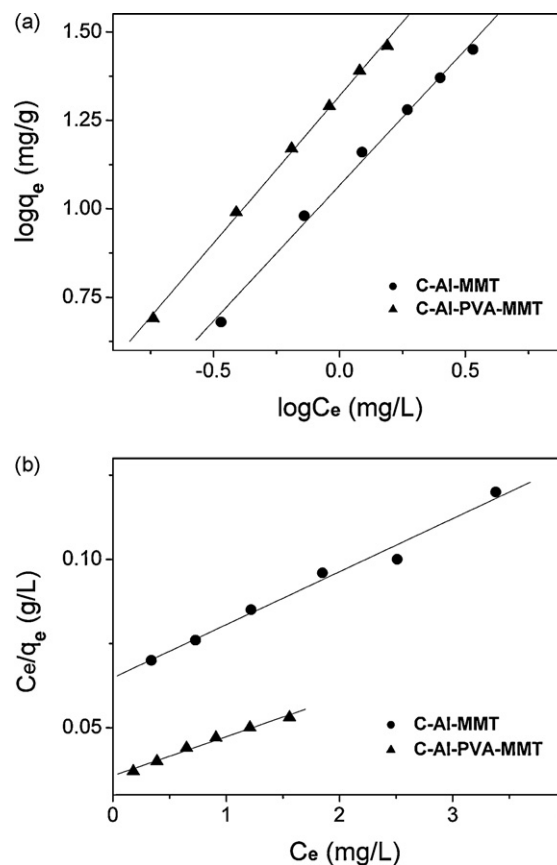 (a)
1.50
1.25
1.00
0.75
logqe (mg/g)
C-Al-MMT
C-Al-PVA-MMT
-0.5 0.0 0.5
logCe (mg/L)
(b)
0.10
0.05
Ce/qe (g/L)
C-Al-MMT
C-Al-PVA-MMT
0 1 2 3
Ce (mg/L)